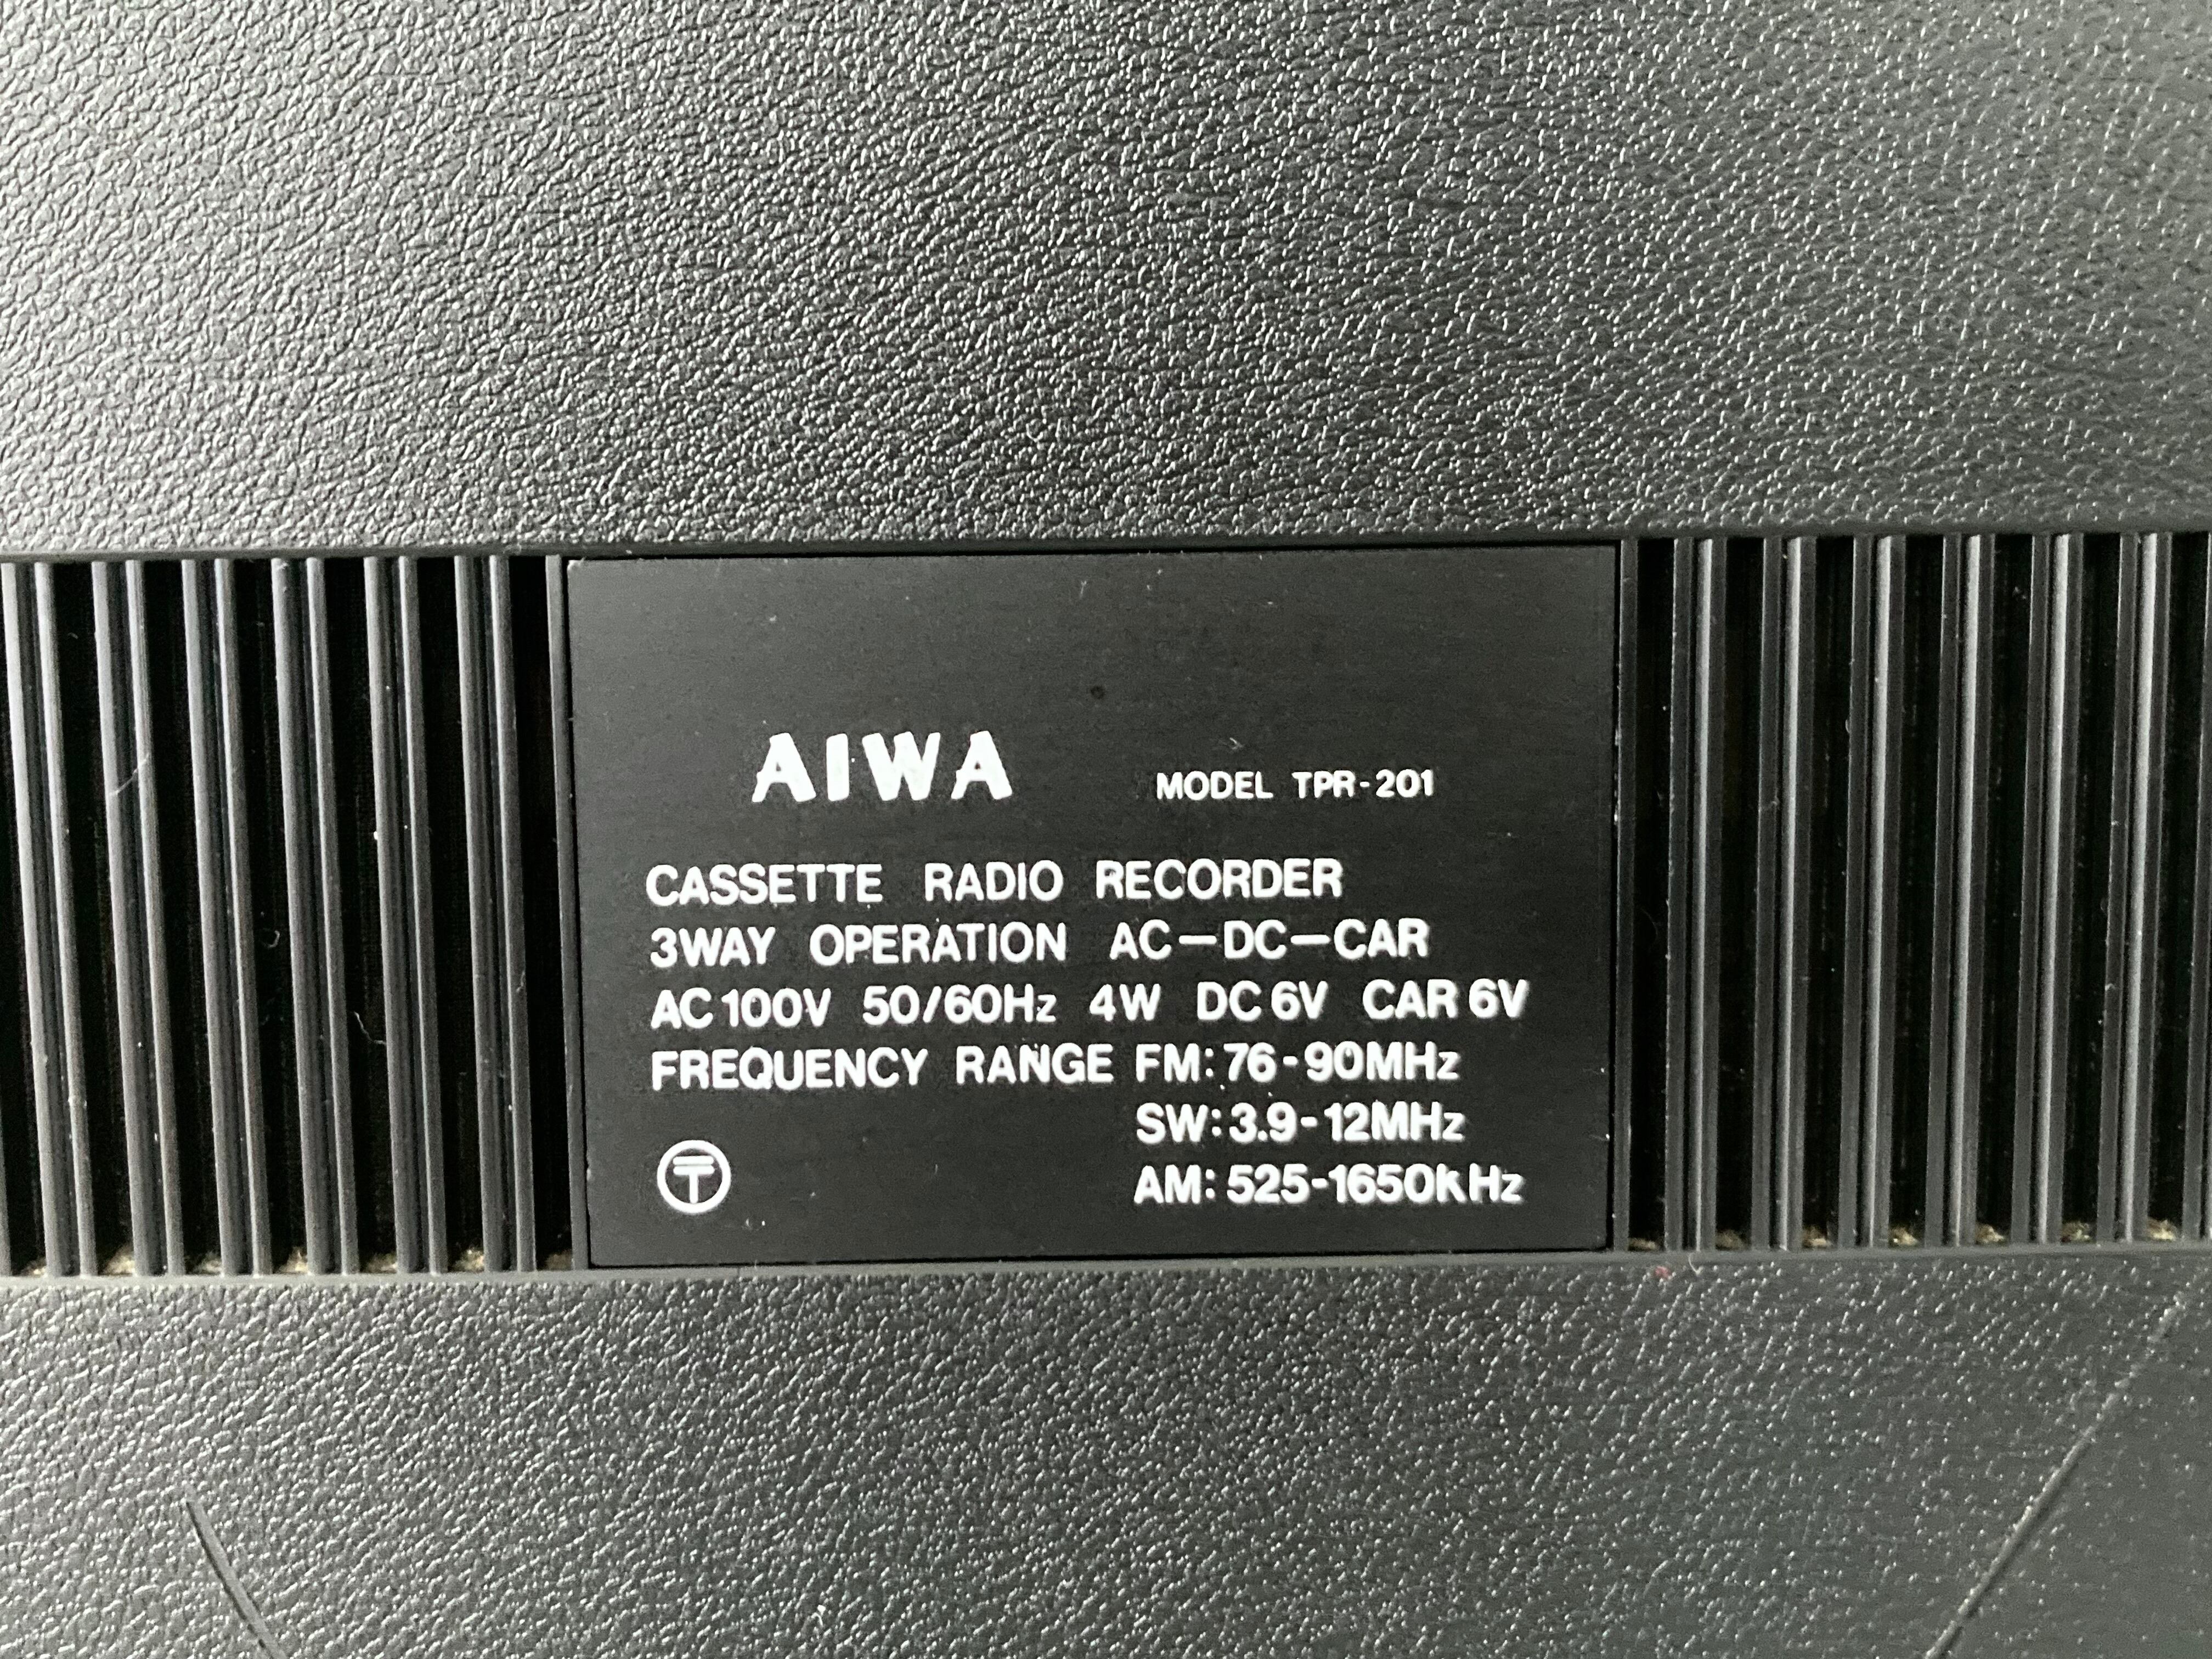 AIWA MODEL TPR-201
CASSETTE RADIO RECORDER
3WAY OPERATION AC-DC-CAR
AC 100V 50/60Hz 4W DC 6V CAR 6V
FREQUENCY RANGE FM: 76-90MHz
SW: 3.9-12MHz
〒 AM: 525-1650kHz